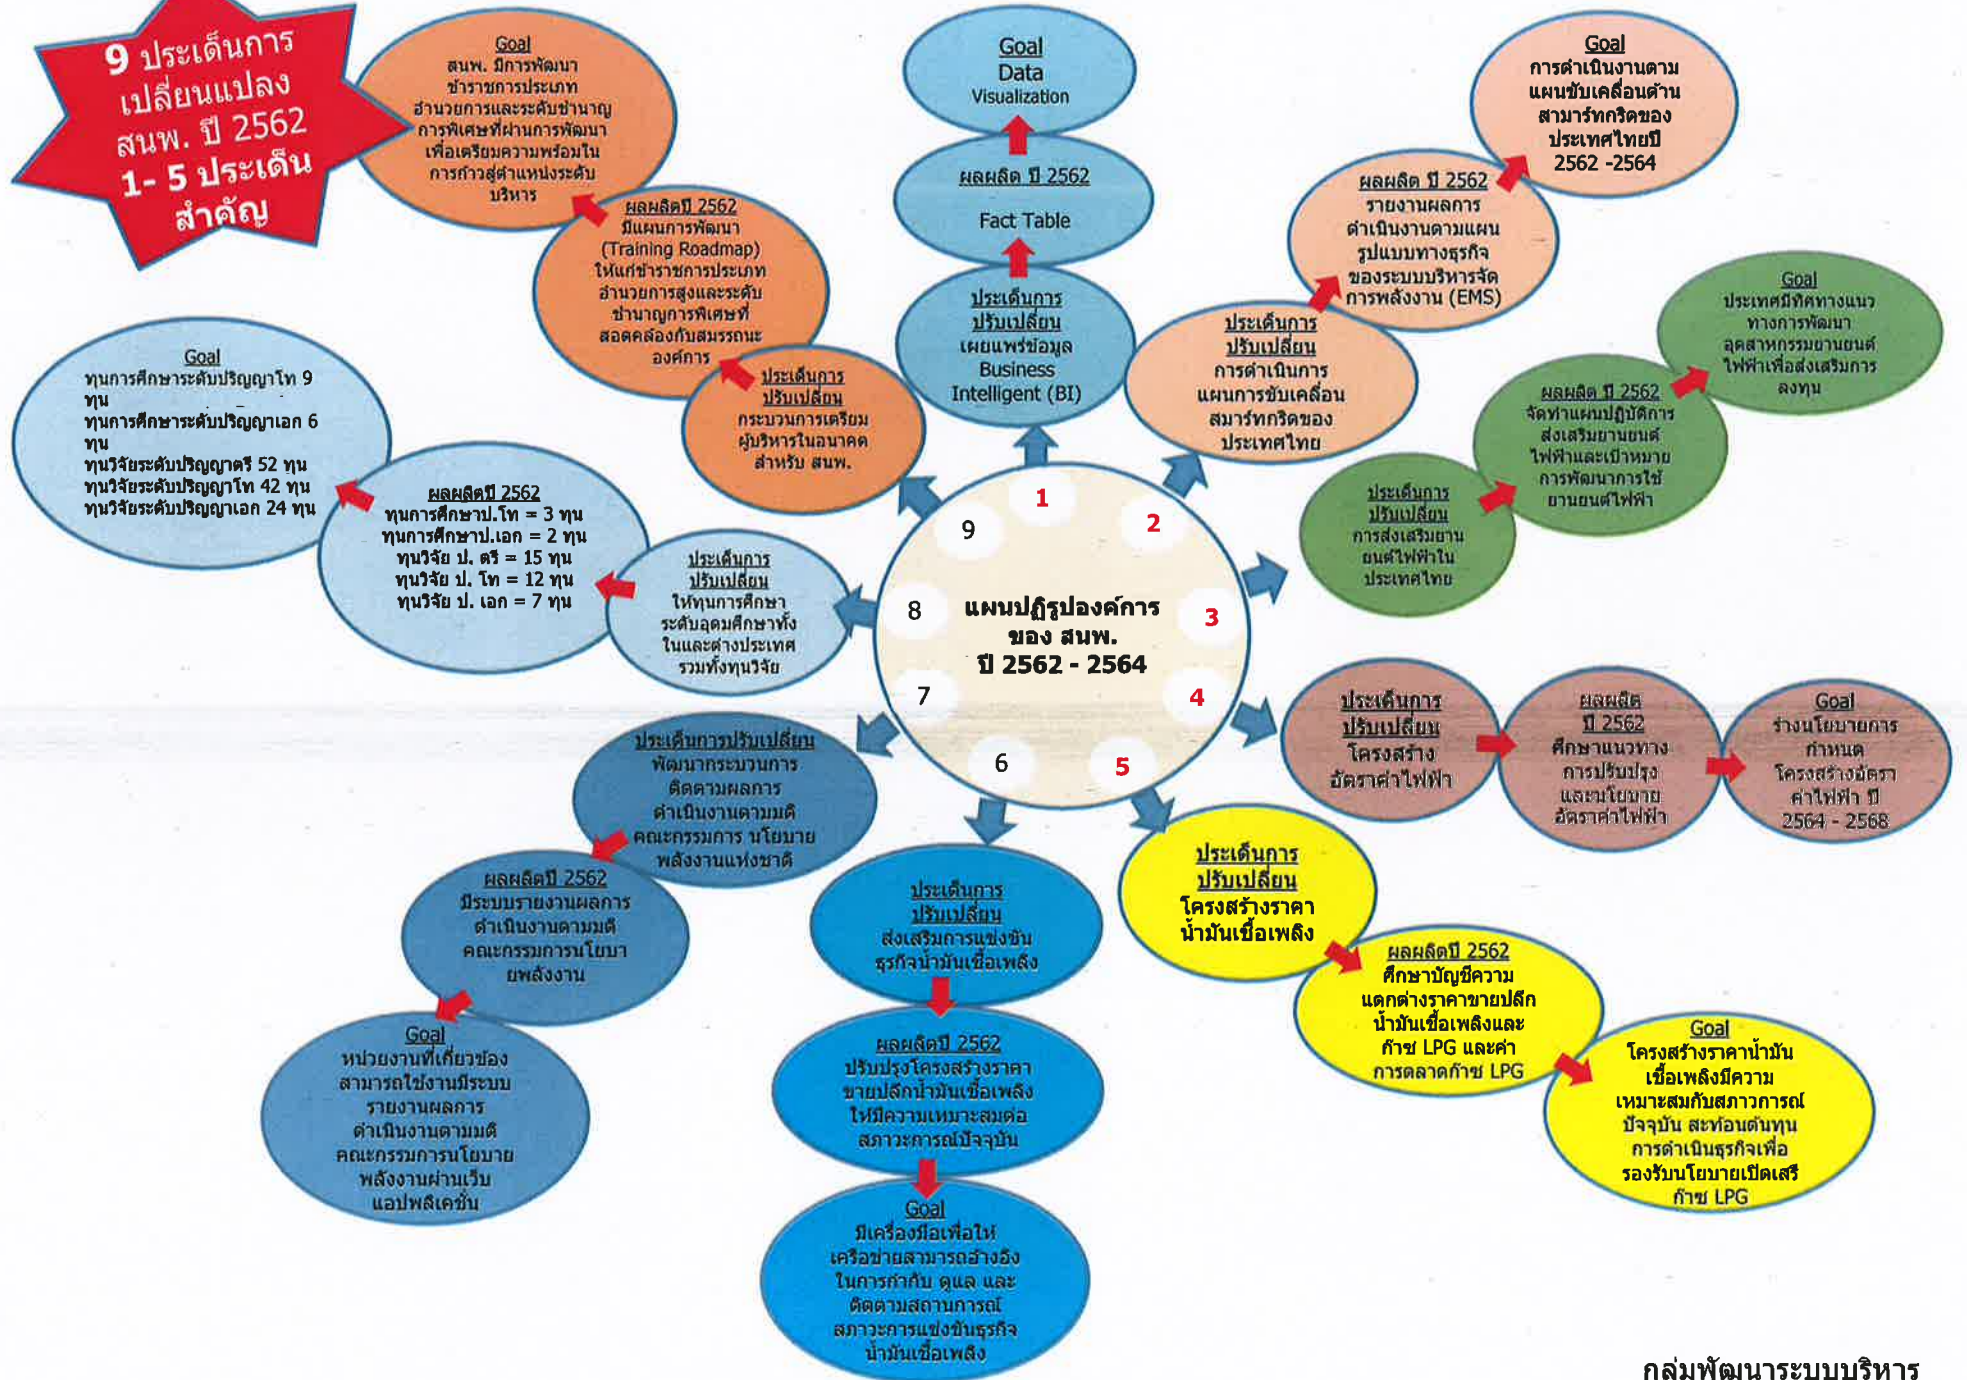 9 ประเด็นการ
เปลี่ยนแปลง
สนพ. ปี 2562
1- 5 ประเด็น
สำคัญ
แผนปฏิรูปองค์การ
ของ สนพ.
ปี 2562 - 2564
1
2
3
4
5
6
7
8
9
ประเด็นการ
ปรับเปลี่ยน
เผยแพร่ข้อมูล
Business
Intelligent (BI)
ผลผลิต ปี 2562
Fact Table
Goal
Data
Visualization
ประเด็นการ
ปรับเปลี่ยน
การดำเนินการ
แผนการขับเคลื่อน
สมาร์ทกริดของ
ประเทศไทย
ผลผลิต ปี 2562
รายงานผลการ
ดำเนินงานตามแผน
รูปแบบทางธุรกิจ
ของระบบบริหารจัด
การพลังงาน (EMS)
Goal
การดำเนินงานตาม
แผนขับเคลื่อนด้าน
สามาร์ทกริดของ
ประเทศไทยปี
2562 -2564
ประเด็นการ
ปรับเปลี่ยน
การส่งเสริมยาน
ยนต์ไฟฟ้าใน
ประเทศไทย
ผลผลิต ปี 2562
จัดทำแผนปฏิบัติการ
ส่งเสริมยานยนต์
ไฟฟ้าและเป้าหมาย
การพัฒนาการใช้
ยานยนต์ไฟฟ้า
Goal
ประเทศมีทิศทางแนว
ทางการพัฒนา
อุตสาหกรรมยานยนต์
ไฟฟ้าเพื่อส่งเสริมการ
ลงทุน
ประเด็นการ
ปรับเปลี่ยน
โครงสร้าง
อัตราค่าไฟฟ้า
ผลผลิต
ปี 2562
ศึกษาแนวทาง
การปรับปรุง
และนโยบาย
อัตราค่าไฟฟ้า
Goal
ร่างนโยบายการ
กำหนด
โครงสร้างอัตรา
ค่าไฟฟ้า ปี
2564 - 2568
ประเด็นการ
ปรับเปลี่ยน
โครงสร้างราคา
น้ำมันเชื้อเพลิง
ผลผลิตปี 2562
ศึกษาบัญชีความ
แตกต่างราคาขายปลีก
น้ำมันเชื้อเพลิงและ
ก๊าซ LPG และค่า
การตลาดก๊าซ LPG
Goal
โครงสร้างราคาน้ำมัน
เชื้อเพลิงมีความ
เหมาะสมกับสภาวการณ์
ปัจจุบัน สะท้อนต้นทุน
การดำเนินธุรกิจเพื่อ
รองรับนโยบายเปิดเสรี
ก๊าซ LPG
ประเด็นการ
ปรับเปลี่ยน
ส่งเสริมการแข่งขัน
ธุรกิจน้ำมันเชื้อเพลิง
ผลผลิตปี 2562
ปรับปรุงโครงสร้างราคา
ขายปลีกน้ำมันเชื้อเพลิง
ให้มีความเหมาะสมต่อ
สภาวะการณ์ปัจจุบัน
Goal
มีเครื่องมือเพื่อให้
เครือข่ายสามารถอ้างอิง
ในการกำกับ ดูแล และ
ติดตามสถานการณ์
สภาวะการแข่งขันธุรกิจ
น้ำมันเชื้อเพลิง
ประเด็นการปรับเปลี่ยน
พัฒนากระบวนการ
ติดตามผลการ
ดำเนินงานตามมติ
คณะกรรมการ นโยบาย
พลังงานแห่งชาติ
ผลผลิตปี 2562
มีระบบรายงานผลการ
ดำเนินงานตามมติ
คณะกรรมการนโยบา
ยพลังงาน
Goal
หน่วยงานที่เกี่ยวข้อง
สามารถใช้งานมีระบบ
รายงานผลการ
ดำเนินงานตามมติ
คณะกรรมการนโยบาย
พลังงานผ่านเว็บ
แอปพลิเคชั่น
ประเด็นการ
ปรับเปลี่ยน
ให้ทุนการศึกษา
ระดับอุดมศึกษาทั้ง
ในและต่างประเทศ
รวมทั้งทุนวิจัย
ผลผลิตปี 2562
ทุนการศึกษาป.โท = 3 ทุน
ทุนการศึกษาป.เอก = 2 ทุน
ทุนวิจัย ป. ตรี = 15 ทุน
ทุนวิจัย ป. โท = 12 ทุน
ทุนวิจัย ป. เอก = 7 ทุน
Goal
ทุนการศึกษาระดับปริญญาโท 9
ทุน
ทุนการศึกษาระดับปริญญาเอก 6
ทุน
ทุนวิจัยระดับปริญญาตรี 52 ทุน
ทุนวิจัยระดับปริญญาโท 42 ทุน
ทุนวิจัยระดับปริญญาเอก 24 ทุน
ประเด็นการ
ปรับเปลี่ยน
กระบวนการเตรียม
ผู้บริหารในอนาคต
สำหรับ สนพ.
ผลผลิตปี 2562
มีแผนการพัฒนา
(Training Roadmap)
ให้แก่ข้าราชการประเภท
อำนวยการสูงและระดับ
ชำนาญการพิเศษที่
สอดคล้องกับสมรรถนะ
องค์การ
Goal
สนพ. มีการพัฒนา
ข้าราชการประเภท
อำนวยการและระดับชำนาญ
การพิเศษที่ผ่านการพัฒนา
เพื่อเตรียมความพร้อมใน
การก้าวสู่ตำแหน่งระดับ
บริหาร
กลุ่มพัฒนาระบบบริหาร